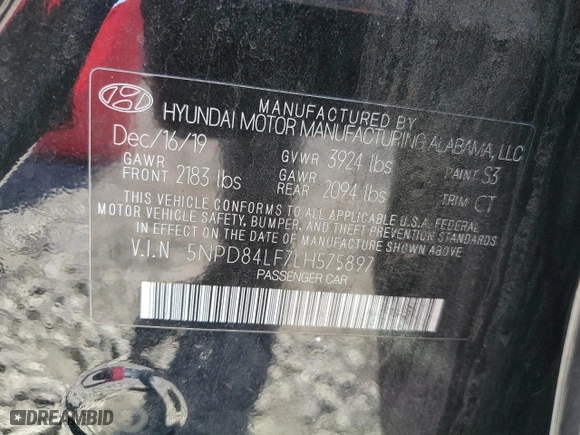 MANUFACTURED BY
HYUNDAI MOTOR MANUFACTURING ALABAMA, LLC
Dec/16/19 GVWR 3924 lbs PAINT S3
GAWR FRONT 2183 lbs GAWR REAR 2094 lbs TRIM CT
THIS VEHICLE CONFORMS TO ALL APPLICABLE U.S.A. FEDERAL
MOTOR VEHICLE SAFETY, BUMPER, AND THEFT PREVENTION STANDARDS
IN EFFECT ON THE DATE OF MANUFACTURE SHOWN ABOVE
V.I.N 5NPD84LF7LH575897
PASSENGER CAR
DREAMBID